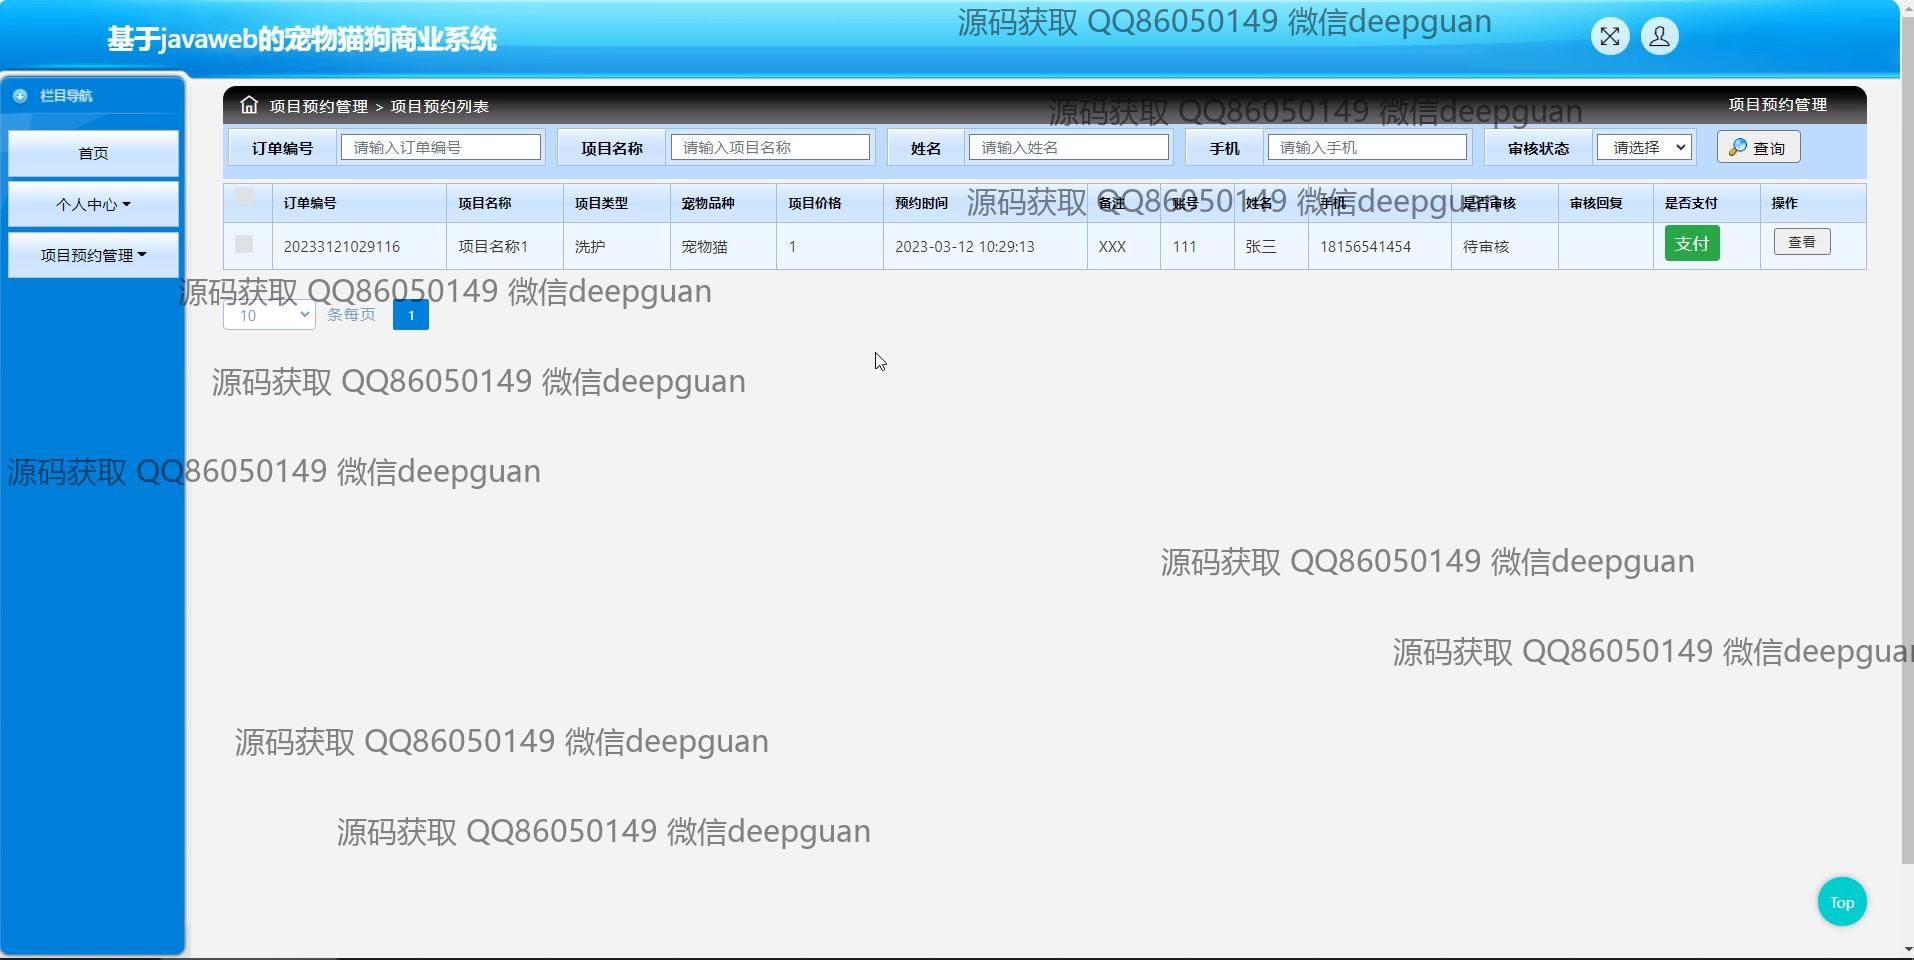 源码获取 QQ86050149 微信deepguan
基于javaweb的宠物猫狗商业系统
栏目导航
首页
个人中心
项目预约管理
项目预约管理 > 项目预约列表
项目预约管理
源码获取 QQ86050149 微信deepguan
订单编号 请输入订单编号 项目名称 请输入项目名称 姓名 请输入姓名 手机 请输入手机 审核状态 请选择 查询
源码获取 QQ86050149 微信deepguan
订单编号 项目名称 项目类型 宠物品种 项目价格 预约时间 备注 账号 姓名 手机 是否审核 审核回复 是否支付 操作
20233121029116 项目名称1 洗护 宠物猫 1 2023-03-12 10:29:13 XXX 111 张三 18156541454 待审核 支付 查看
源码获取 QQ86050149 微信deepguan
10 条每页 1
源码获取 QQ86050149 微信deepguan
源码获取 QQ86050149 微信deepguan
源码获取 QQ86050149 微信deepguan
源码获取 QQ86050149 微信deepguan
源码获取 QQ86050149 微信deepguan
源码获取 QQ86050149 微信deepguan
Top